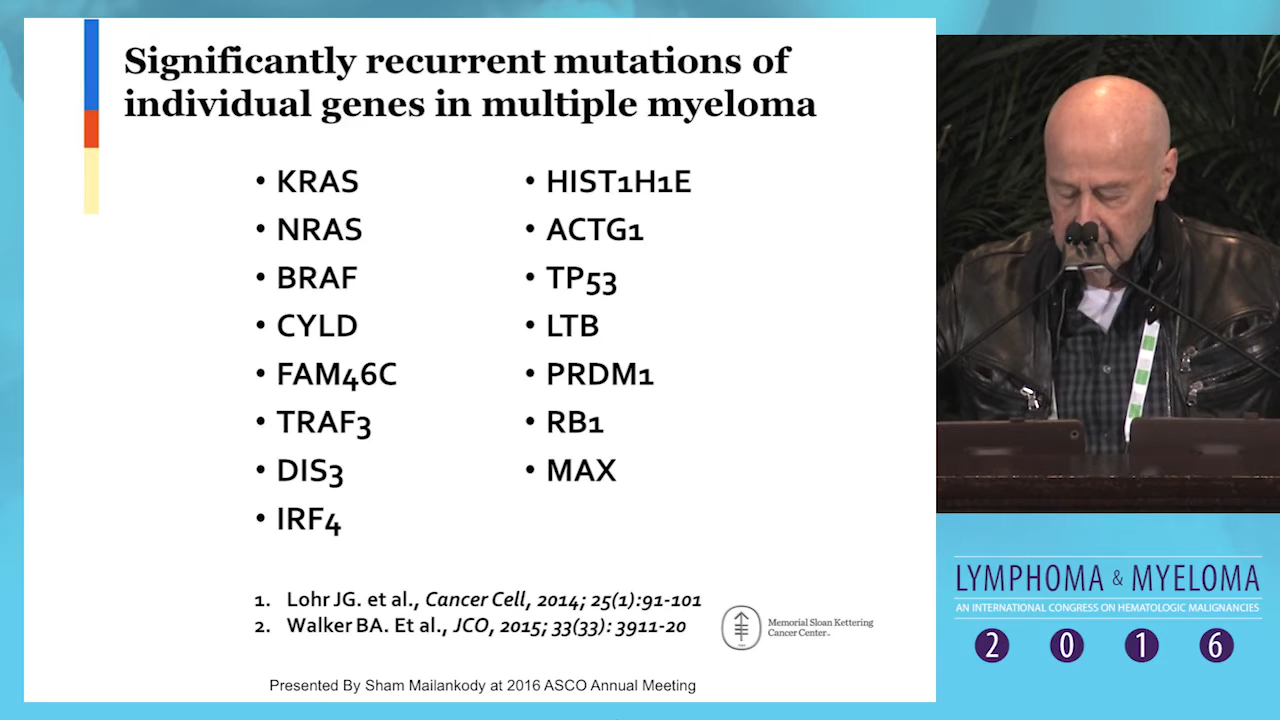 Significantly recurrent mutations of
individual genes in multiple myeloma
• KRAS
• NRAS
• BRAF
• CYLD
• FAM46C
• TRAF3
• DIS3
• IRF4
• HIST1H1E
• ACTG1
• TP53
• LTB
• PRDM1
• RB1
• MAX
1. Lohr JG. et al., Cancer Cell, 2014; 25(1):91-101
2. Walker BA. Et al., JCO, 2015; 33(33): 3911-20
Memorial Sloan Kettering
Cancer Center
Presented By Sham Mailankody at 2016 ASCO Annual Meeting
LYMPHOMA & MYELOMA
AN INTERNATIONAL CONGRESS ON HEMATOLOGIC MALIGNANCIES
2 0 1 6